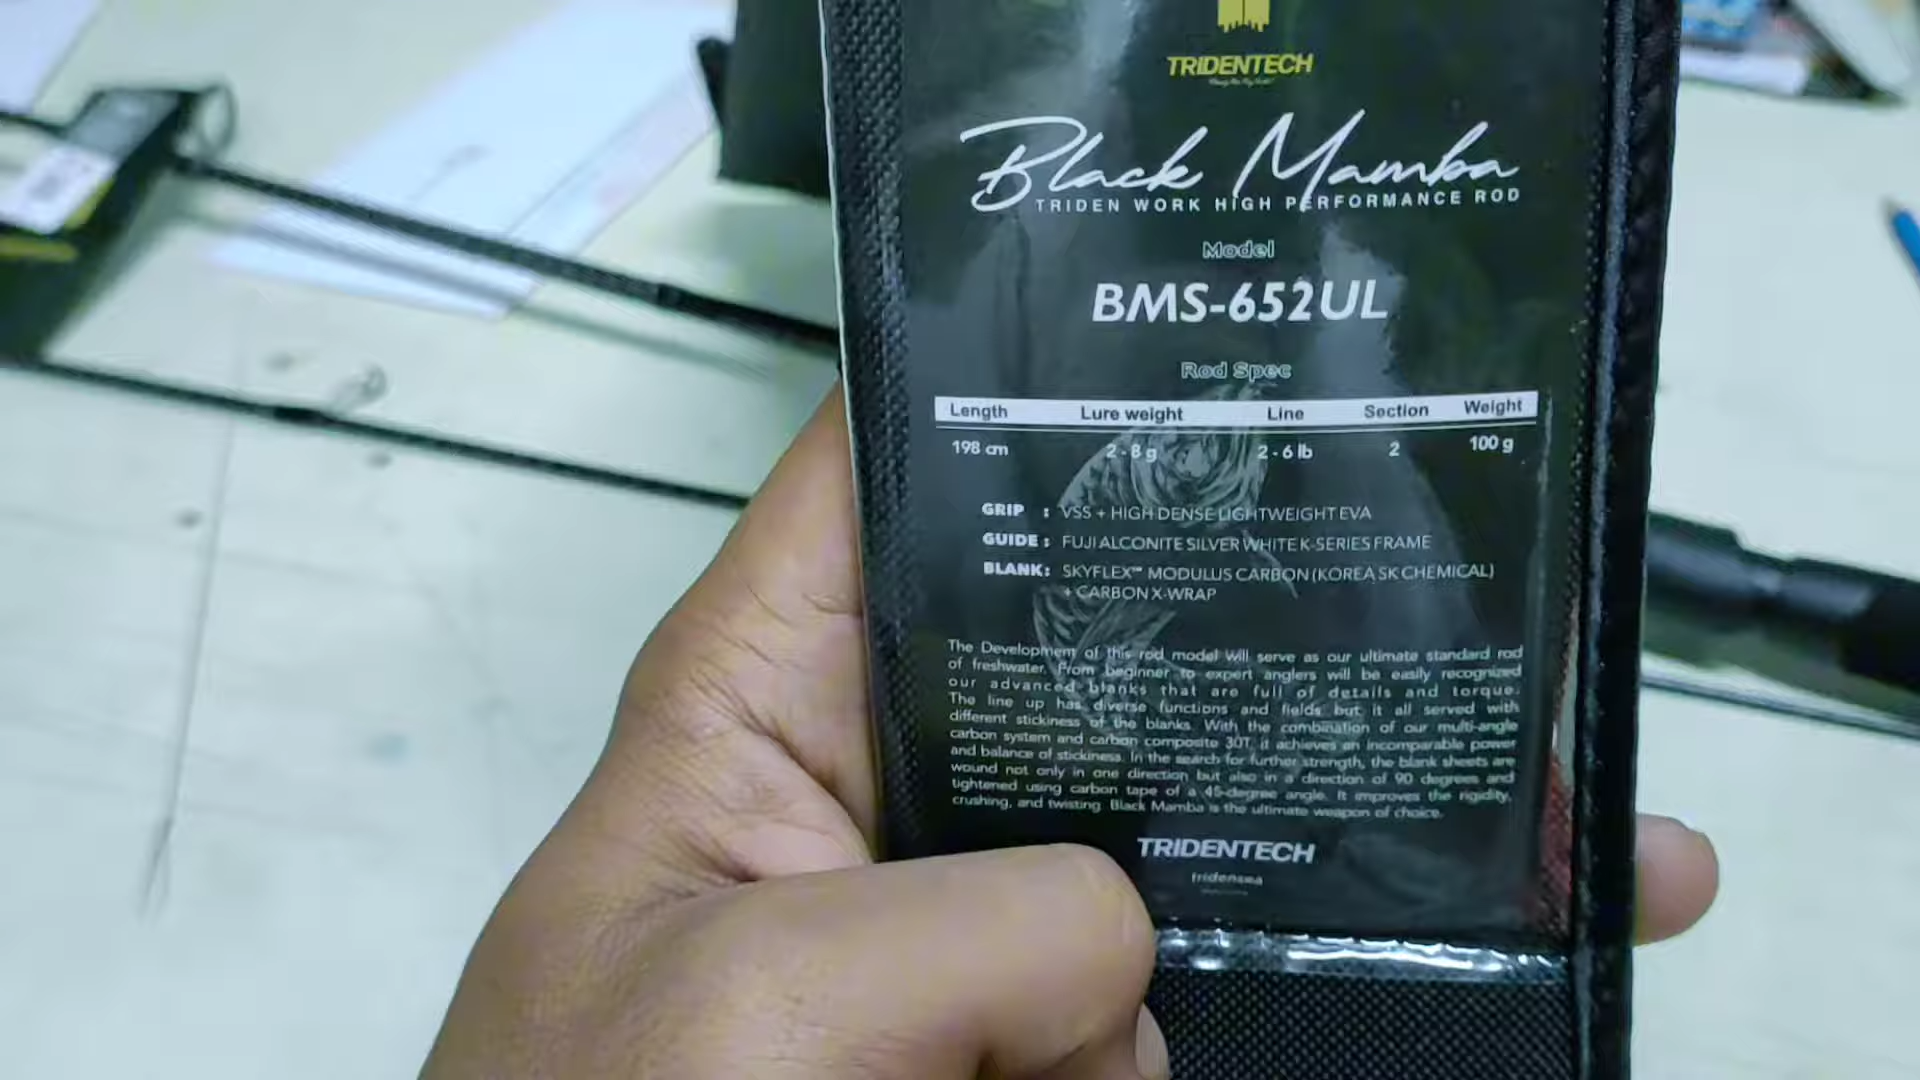 TRIDENTECH
Black Mamba
TRIDEN WORK HIGH PERFORMANCE ROD
Model
BMS-652UL
Rod Spec
Length Lure weight Line Section Weight
198 cm 2 - 8 g 2 - 6 lb 2 100 g
GRIP : VSS + HIGH DENSE LIGHTWEIGHT EVA
GUIDE : FUJI ALCONITE SILVER WHITE K-SERIES FRAME
BLANK : SKYFLEX™ MODULUS CARBON (KOREA SK CHEMICAL)
+ CARBON X-WRAP
The Development of this rod model will serve as our ultimate standard rod
of freshwater. From beginner to expert anglers will be easily recognized
our advanced blanks that are full of details and torque.
The line up has diverse functions and fields but it all served with
different stickiness of the blanks. With the combination of our multi-angle
carbon system and carbon composite 30T, it achieves an incomparable power
and balance of stickiness. In the search for further strength, the blank sheets are
wound not only in one direction but also in a direction of 90 degrees and
tightened using carbon tape of a 45-degree angle. It improves the rigidity,
crushing, and twisting. Black Mamba is the ultimate weapon of choice.
TRIDENTECH
tridensea